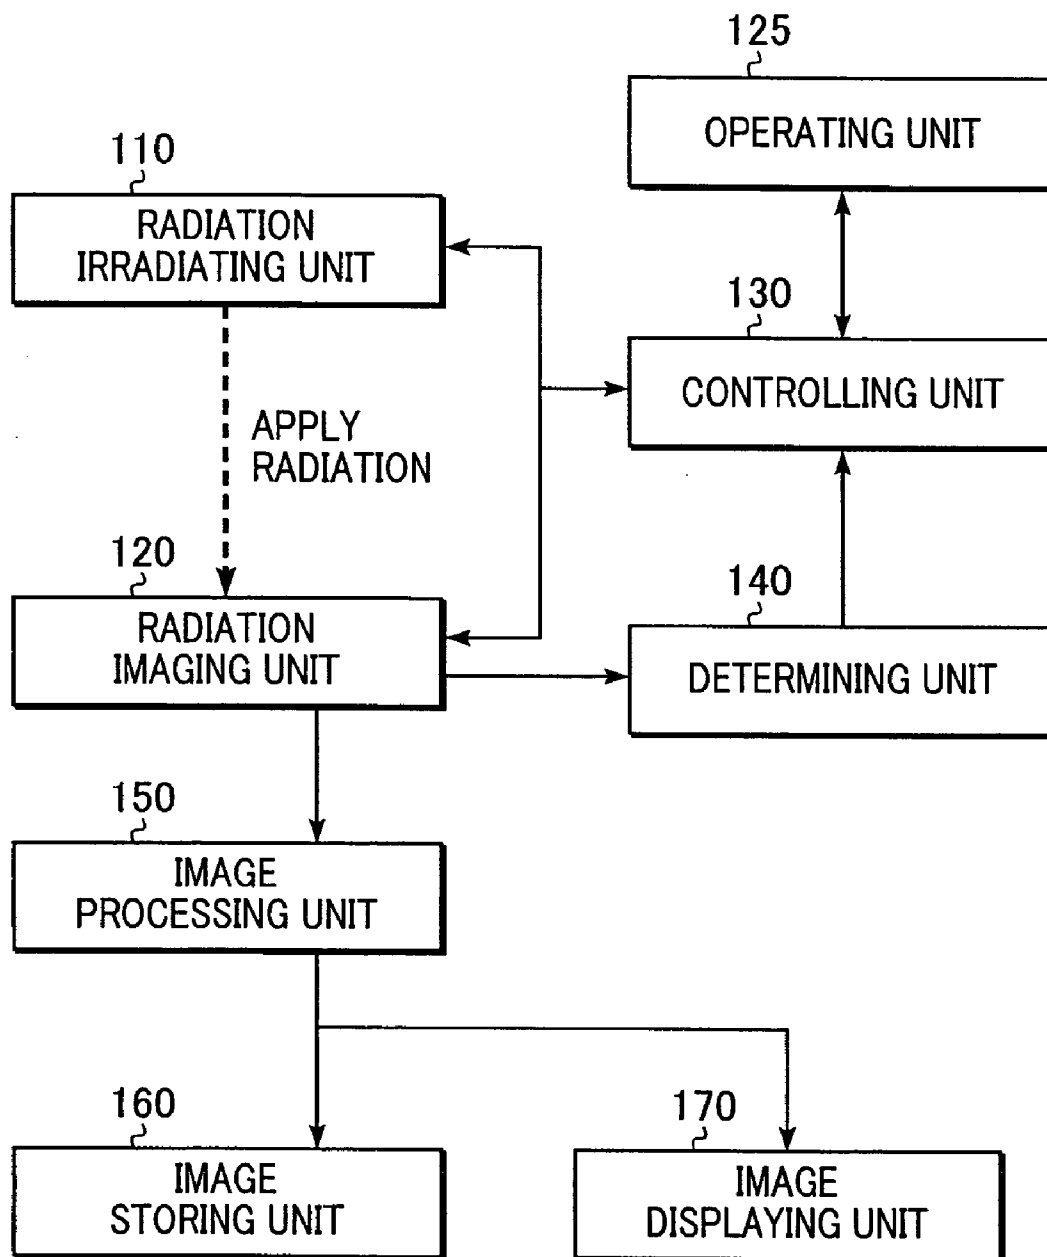 125
OPERATING UNIT
110
RADIATION
IRRADIATING UNIT
130
CONTROLLING UNIT
APPLY
RADIATION
120
RADIATION
IMAGING UNIT
140
DETERMINING UNIT
150
IMAGE
PROCESSING UNIT
160
IMAGE
STORING UNIT
170
IMAGE
DISPLAYING UNIT